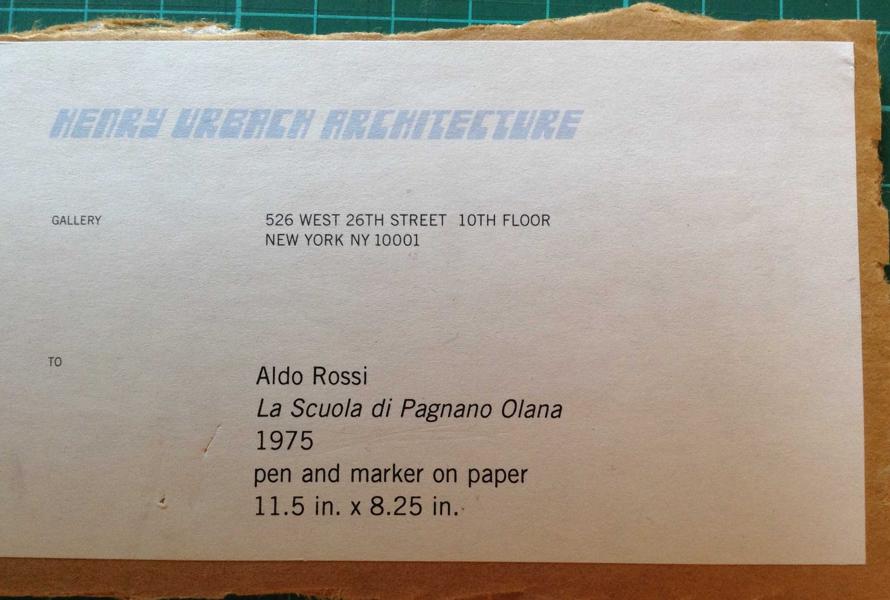 HENRY URBACH ARCHITECTURE
GALLERY
526 WEST 26TH STREET 10TH FLOOR
NEW YORK NY 10001
TO
Aldo Rossi
La Scuola di Pagnano Olana
1975
pen and marker on paper
11.5 in. x 8.25 in.